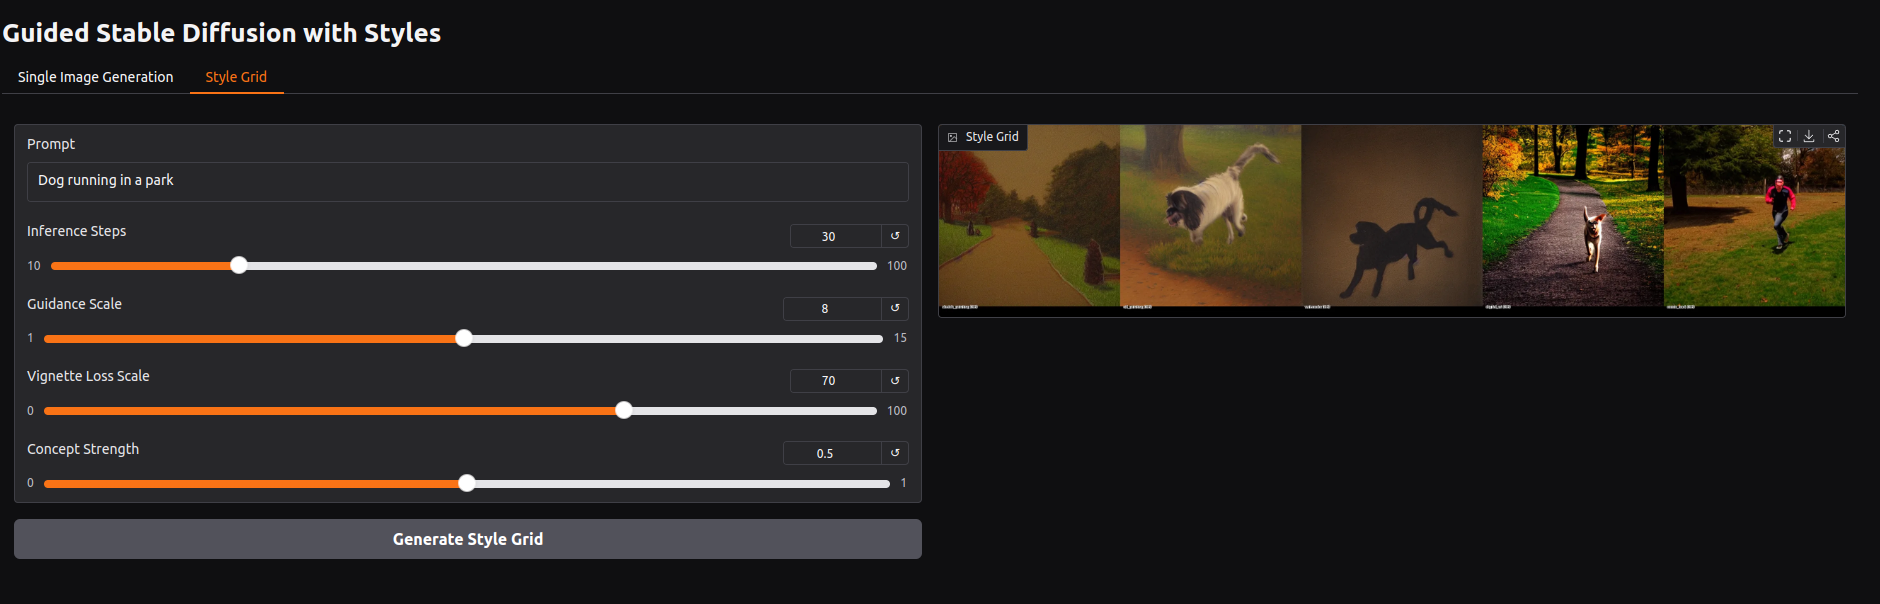 Guided Stable Diffusion with Styles
Single Image Generation
Style Grid
Prompt
Dog running in a park
Inference Steps
30
10
100
Guidance Scale
8
1
15
Vignette Loss Scale
70
0
100
Concept Strength
0.5
0
1
Generate Style Grid
Style Grid